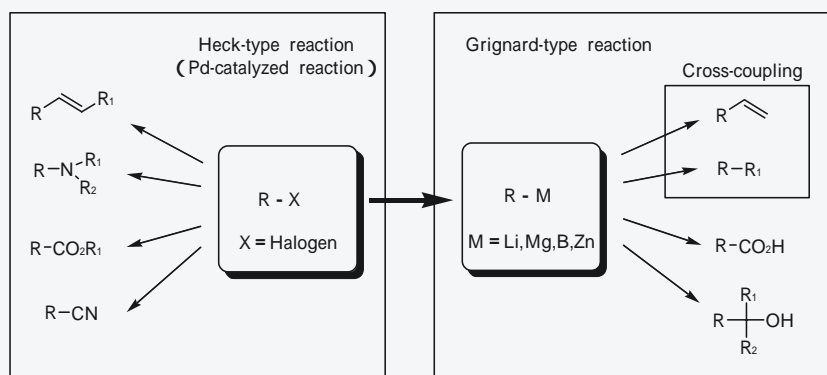 Heck-type reaction
(Pd-catalyzed reaction)
R R₁
R-N R₁
R₂
R-CO₂R₁
R-CN
R - X
X = Halogen
Grignard-type reaction
Cross-coupling
R
R-R₁
R - M
M = Li,Mg,B,Zn
R-CO₂H
R₁
R OH
R₂